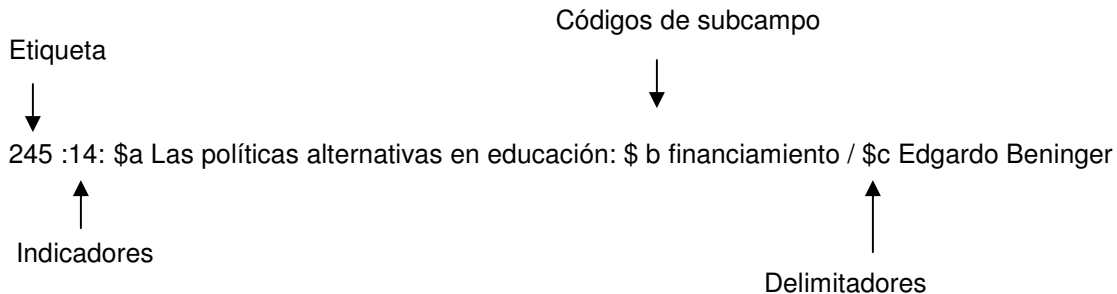 Códigos de subcampo
Etiqueta
245 :14: $a Las políticas alternativas en educación: $ b financiamiento / $c Edgardo Beninger
Indicadores
Delimitadores